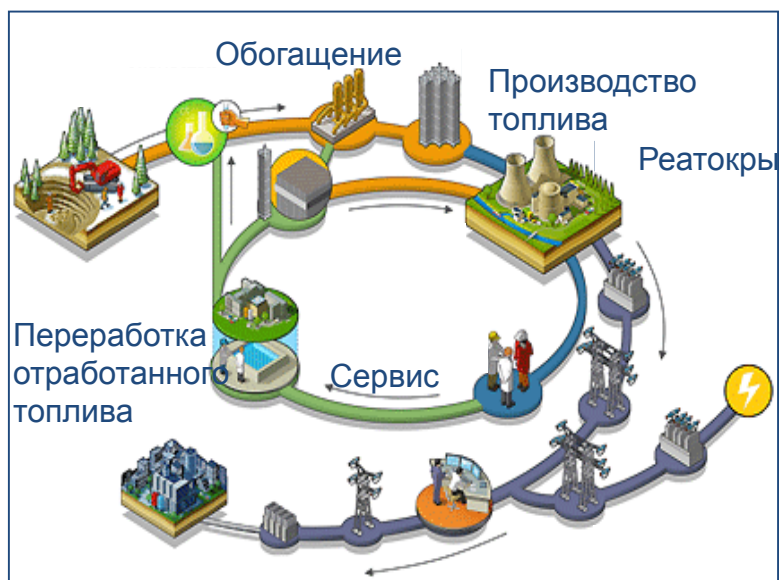 Обогащение
Производство
топлива
Реатокры
Переработка
отработанного
топлива
Сервис